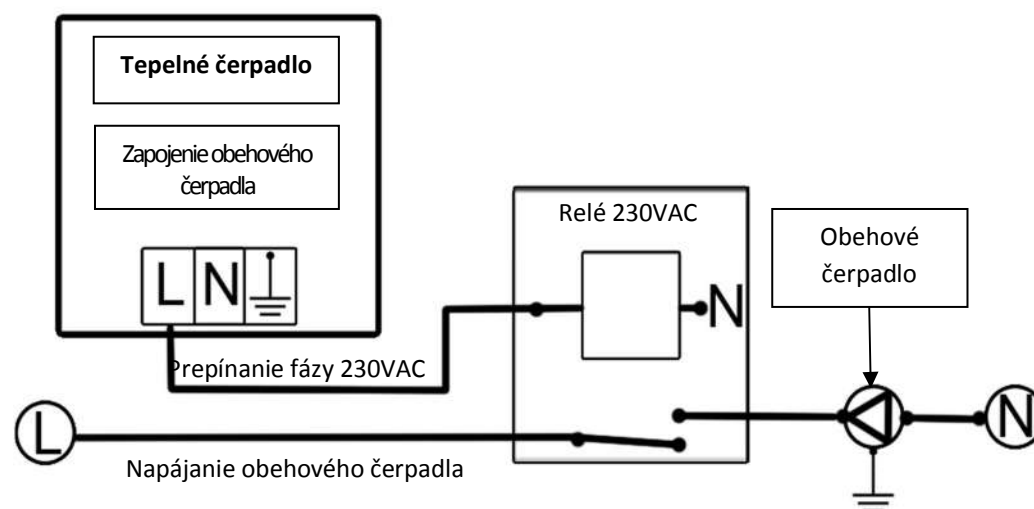 Tepelné čerpadlo
Zapojenie obehového
čerpadla
L N
Relé 230VAC
N
Obehové
čerpadlo
Prepínanie fázy 230VAC
L
N
Napájanie obehového čerpadla